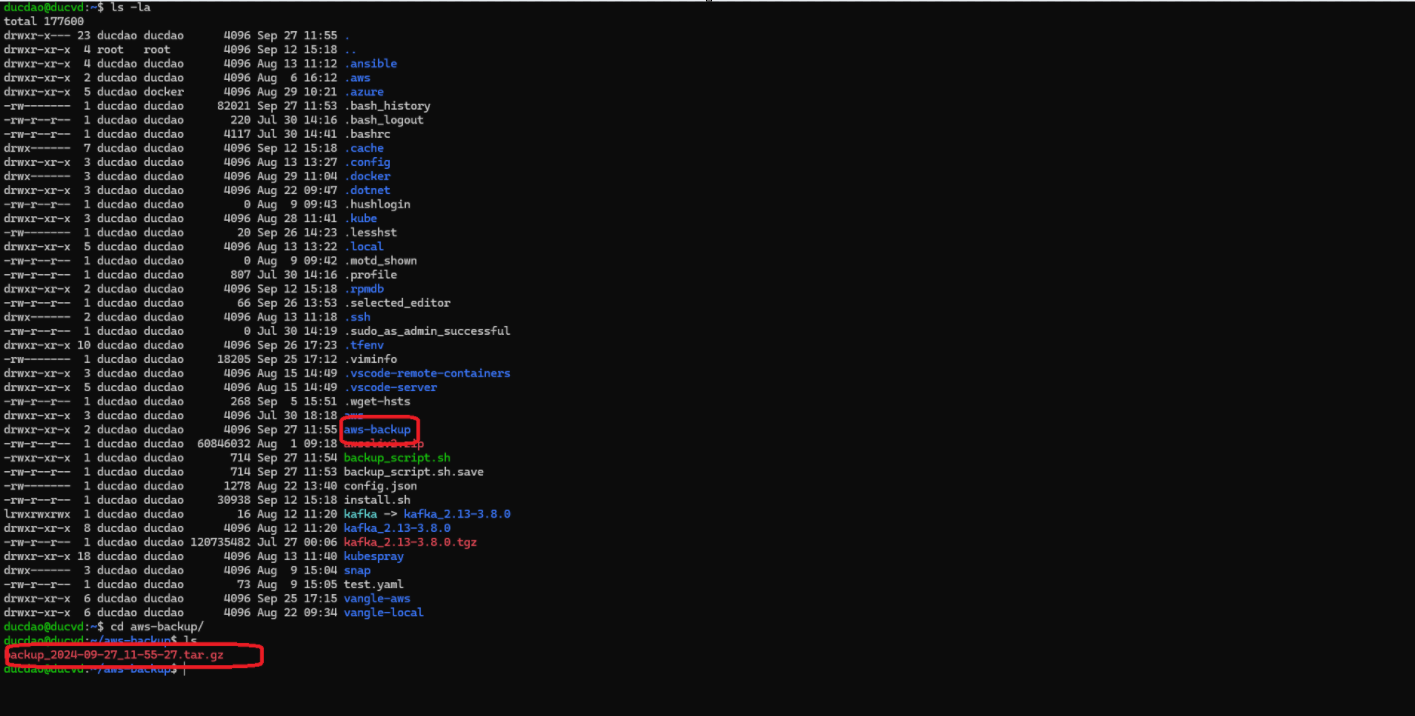 ducdao@ducvd:~$ ls -la
total 177600
drwxr-x--- 23 ducdao ducdao      4096 Sep 27 11:55 .
drwxr-xr-x  4 root   root        4096 Sep 12 15:18 ..
drwxr-xr-x  4 ducdao ducdao      4096 Aug 13 11:12 .ansible
drwxr-xr-x  2 ducdao ducdao      4096 Aug  6 16:12 .aws
drwxr-xr-x  5 ducdao docker      4096 Aug 29 10:21 .azure
-rw-------  1 ducdao ducdao     82021 Sep 27 11:53 .bash_history
-rw-r--r--  1 ducdao ducdao       220 Jul 30 14:16 .bash_logout
-rw-r--r--  1 ducdao ducdao      4117 Jul 30 14:41 .bashrc
drwx------  7 ducdao ducdao      4096 Sep 12 15:18 .cache
drwxr-xr-x  3 ducdao ducdao      4096 Aug 13 13:27 .config
drwx------  3 ducdao ducdao      4096 Aug 29 11:04 .docker
drwxr-xr-x  3 ducdao ducdao      4096 Aug 22 09:47 .dotnet
-rw-r--r--  1 ducdao ducdao         0 Aug  9 09:43 .hushlogin
drwxr-xr-x  3 ducdao ducdao      4096 Aug 28 11:41 .kube
-rw-------  1 ducdao ducdao        20 Sep 26 14:23 .lesshst
drwxr-xr-x  5 ducdao ducdao      4096 Aug 13 13:22 .local
-rw-r--r--  1 ducdao ducdao         0 Aug  9 09:42 .motd_shown
-rw-r--r--  1 ducdao ducdao       807 Jul 30 14:16 .profile
drwxr-xr-x  2 ducdao ducdao      4096 Sep 12 15:18 .rpmdb
-rw-r--r--  1 ducdao ducdao        66 Sep 26 13:53 .selected_editor
drwx------  2 ducdao ducdao      4096 Aug 13 11:18 .ssh
-rw-r--r--  1 ducdao ducdao         0 Jul 30 14:19 .sudo_as_admin_successful
drwxr-xr-x 10 ducdao ducdao      4096 Sep 26 17:23 .tfenv
-rw-------  1 ducdao ducdao     18205 Sep 25 17:12 .viminfo
drwxr-xr-x  3 ducdao ducdao      4096 Aug 15 14:49 .vscode-remote-containers
drwxr-xr-x  5 ducdao ducdao      4096 Aug 15 14:49 .vscode-server
-rw-r--r--  1 ducdao ducdao       268 Sep  5 15:51 .wget-hsts
drwxr-xr-x  3 ducdao ducdao      4096 Jul 30 18:18 aws
drwxr-xr-x  2 ducdao ducdao      4096 Sep 27 11:55 aws-backup
-rw-r--r--  1 ducdao ducdao  60846032 Aug  1 09:18 awscliv2.zip
-rwxr-xr-x  1 ducdao ducdao       714 Sep 27 11:54 backup_script.sh
-rw-r--r--  1 ducdao ducdao       714 Sep 27 11:53 backup_script.sh.save
-rw-------  1 ducdao ducdao      1278 Aug 22 13:40 config.json
-rw-r--r--  1 ducdao ducdao     30938 Sep 12 15:18 install.sh
lrwxrwxrwx  1 ducdao ducdao        16 Aug 12 11:20 kafka -> kafka_2.13-3.8.0
drwxr-xr-x  8 ducdao ducdao      4096 Aug 12 11:20 kafka_2.13-3.8.0
-rw-r--r--  1 ducdao ducdao 120735482 Jul 27 00:06 kafka_2.13-3.8.0.tgz
drwxr-xr-x 18 ducdao ducdao      4096 Aug 13 11:40 kubespray
drwx------  3 ducdao ducdao      4096 Aug  9 15:04 snap
-rw-r--r--  1 ducdao ducdao        73 Aug  9 15:05 test.yaml
drwxr-xr-x  6 ducdao ducdao      4096 Sep 25 17:15 vangle-aws
drwxr-xr-x  6 ducdao ducdao      4096 Aug 22 09:34 vangle-local
ducdao@ducvd:~$ cd aws-backup/
ducdao@ducvd:~/aws-backup$ ls
backup_2024-09-27_11-55-27.tar.gz
ducdao@ducvd:~/aws-backup$